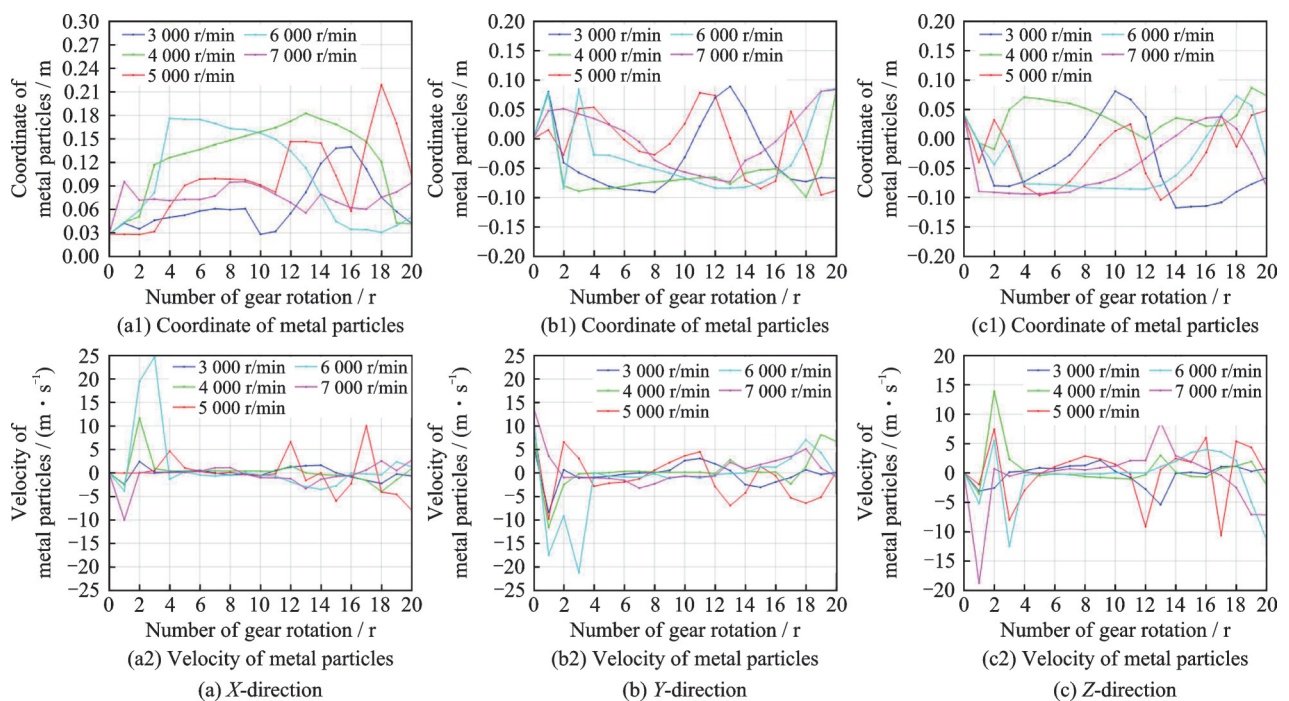 Coordinate of
metal particles / m
0.30
0.27
0.24
0.21
0.18
0.15
0.12
0.09
0.06
0.03
0.00
3 000 r/min
6 000 r/min
4 000 r/min
7 000 r/min
5 000 r/min
0 2 4 6 8 10 12 14 16 18 20
Number of gear rotation / r
(a1) Coordinate of metal particles
Coordinate of
metal particles / m
0.20
0.15
0.10
0.05
0.00
−0.05
−0.10
−0.15
−0.20
3 000 r/min
6 000 r/min
4 000 r/min
7 000 r/min
5 000 r/min
0 2 4 6 8 10 12 14 16 18 20
Number of gear rotation / r
(b1) Coordinate of metal particles
Coordinate of
metal particles / m
0.20
0.15
0.10
0.05
0.00
−0.05
−0.10
−0.15
−0.20
3 000 r/min
6 000 r/min
4 000 r/min
7 000 r/min
5 000 r/min
0 2 4 6 8 10 12 14 16 18 20
Number of gear rotation / r
(c1) Coordinate of metal particles
Velocity of
metal particles / (m • s⁻¹)
25
20
15
10
5
0
−5
−10
−15
−20
−25
3 000 r/min
6 000 r/min
4 000 r/min
7 000 r/min
5 000 r/min
0 2 4 6 8 10 12 14 16 18 20
Number of gear rotation / r
(a2) Velocity of metal particles
(a) X-direction
Velocity of
metal particles / (m • s⁻¹)
25
20
15
10
5
0
−5
−10
−15
−20
−25
3 000 r/min
6 000 r/min
4 000 r/min
7 000 r/min
5 000 r/min
0 2 4 6 8 10 12 14 16 18 20
Number of gear rotation / r
(b2) Velocity of metal particles
(b) Y-direction
Velocity of
metal particles / (m • s⁻¹)
20
15
10
5
0
−5
−10
−15
−20
3 000 r/min
6 000 r/min
4 000 r/min
7 000 r/min
5 000 r/min
0 2 4 6 8 10 12 14 16 18 20
Number of gear rotation / r
(c2) Velocity of metal particles
(c) Z-direction